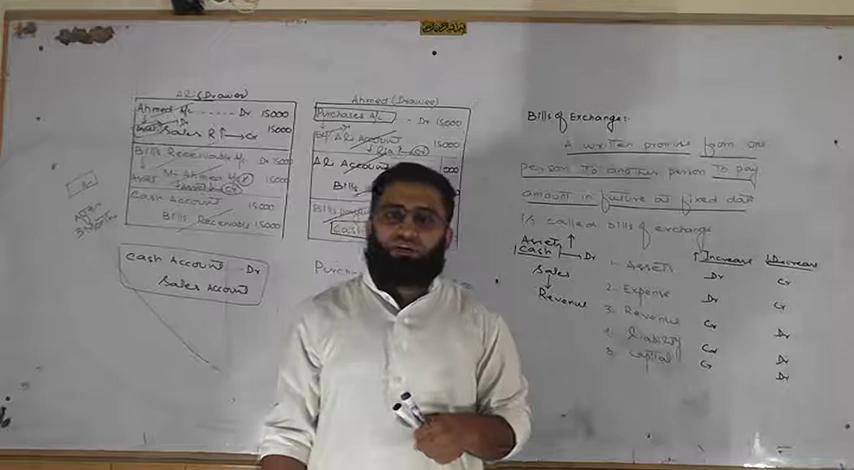 Ali (Drawer)
Ahmed A/c ------ Dr 15000
Sales R ↑ → Cr 15000
Bills Receivable A/c Dr 15000
Mr Ahmed A/c 15000
Cash Account 15000
Bills Receivable 15000
Cash Account - Dr
Sales Account
Ahmed (Drawee)
Purchases A/c - Dr 15000
Ali Account 15000
Ali Account
Bills
Bills
Cash
Bills of Exchange:
A written promise from one
person to another person to pay
amount in future at fixed date
is called Bills of exchange
Assets ↑
Cash → Dr
Sales
↓
Revenue
↑ Increase ↓ Decrease
1- Assets Dr Cr
2- Expense Dr Cr
3. Revenue Cr Dr
4. liability Cr Dr
5. Capital Cr Dr